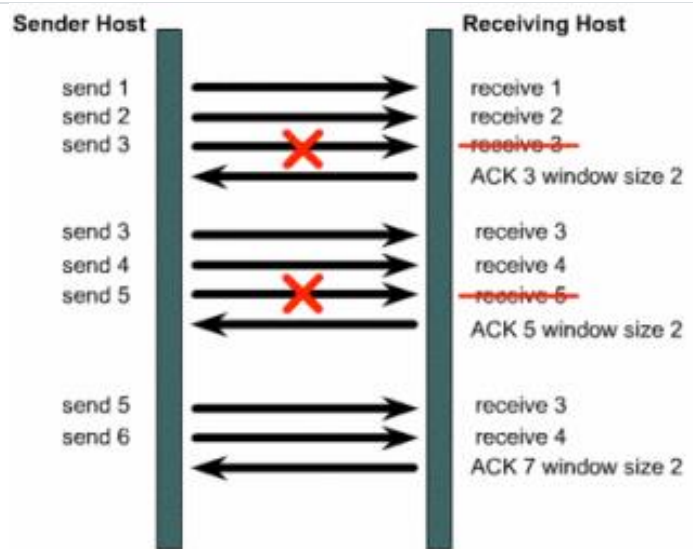 Sender Host Receiving Host
send 1 receive 1
send 2 receive 2
send 3 receive 3
ACK 3 window size 2
send 3 receive 3
send 4 receive 4
send 5 receive 5
ACK 5 window size 2
send 5 receive 3
send 6 receive 4
ACK 7 window size 2